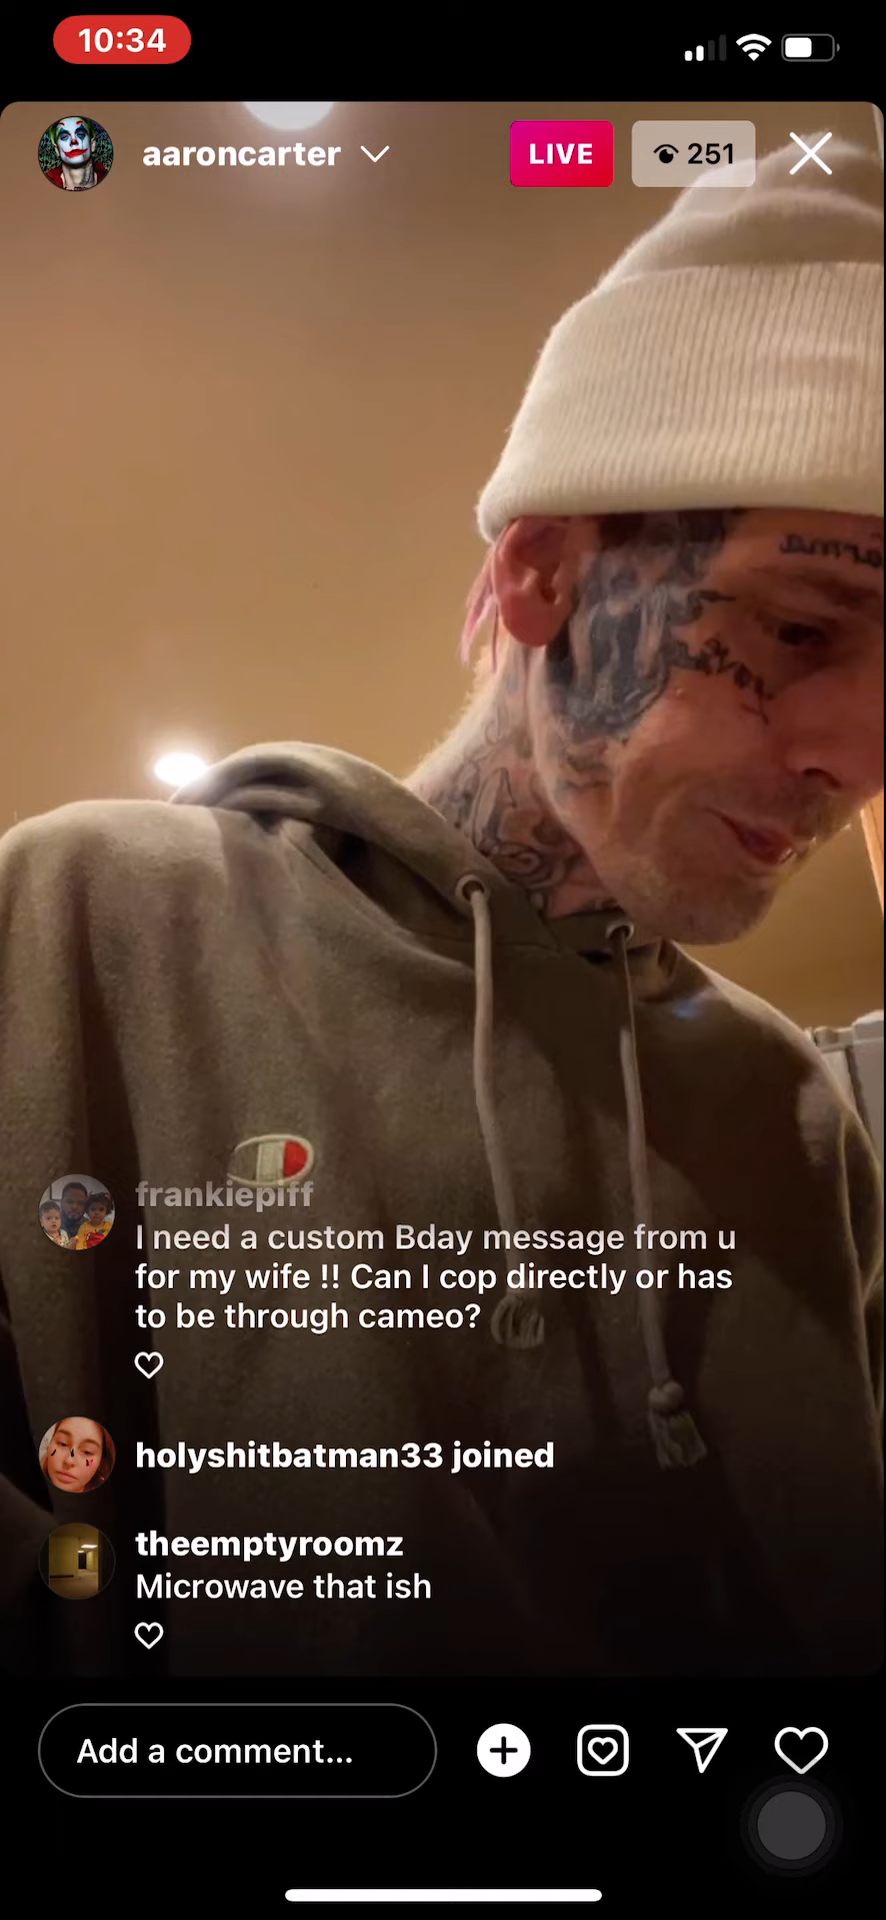 10:34
aaroncarter
LIVE
251
frankiepiff
I need a custom Bday message from u
for my wife !! Can I cop directly or has
to be through cameo?
holyshitbatman33 joined
theemptyroomz
Microwave that ish
Add a comment...